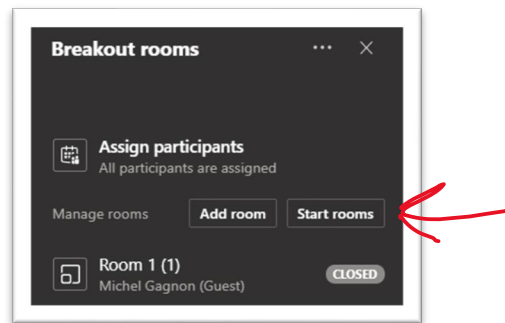 Breakout rooms
Assign participants
All participants are assigned
Manage rooms Add room Start rooms
Room 1 (1) CLOSED
Michel Gagnon (Guest)